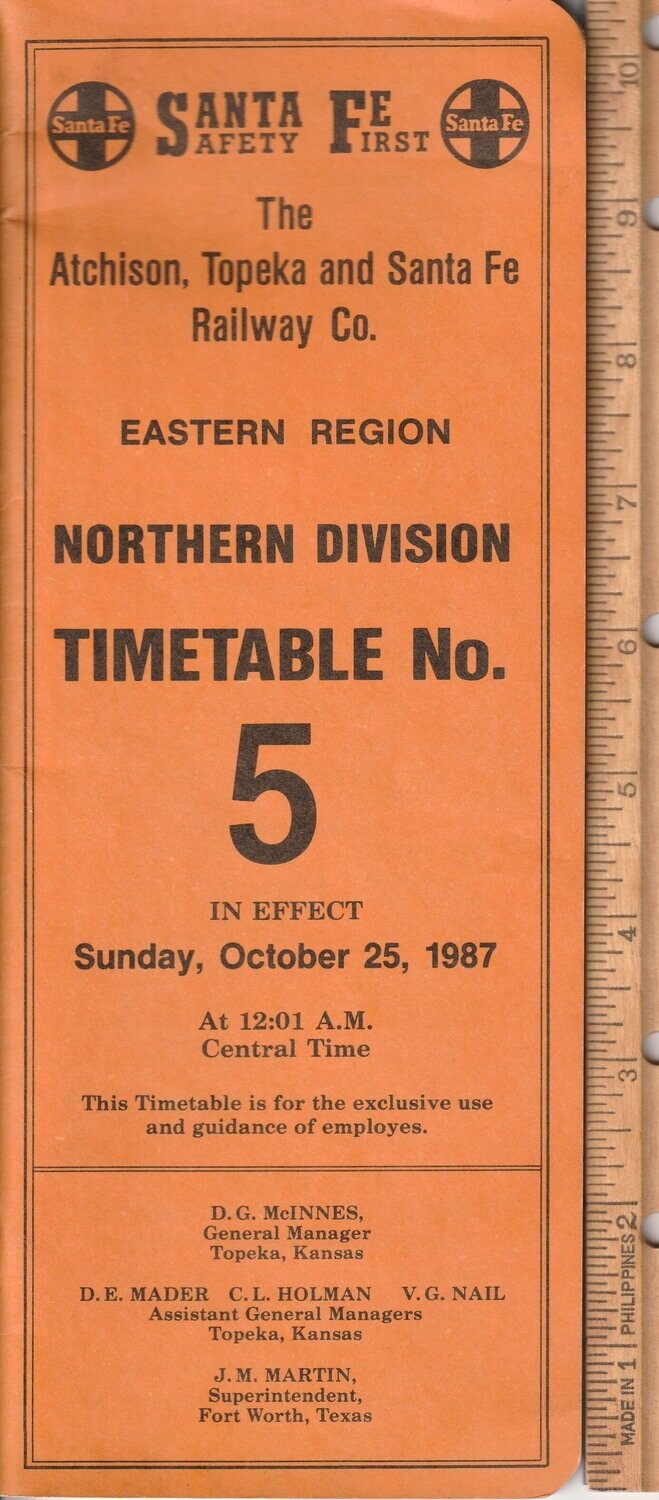 Santa Fe
SANTA FE
SAFETY FIRST
Santa Fe
The
Atchison, Topeka and Santa Fe
Railway Co.
EASTERN REGION
NORTHERN DIVISION
TIMETABLE No.
5
IN EFFECT
Sunday, October 25, 1987
At 12:01 A.M.
Central Time
This Timetable is for the exclusive use
and guidance of employes.
D.G. McINNES,
General Manager
Topeka, Kansas
D.E. MADER C.L. HOLMAN V.G. NAIL
Assistant General Managers
Topeka, Kansas
J.M. MARTIN,
Superintendent,
Fort Worth, Texas
10
9
8
7
6
5
4
3
2
1
MADE IN PHILIPPINES